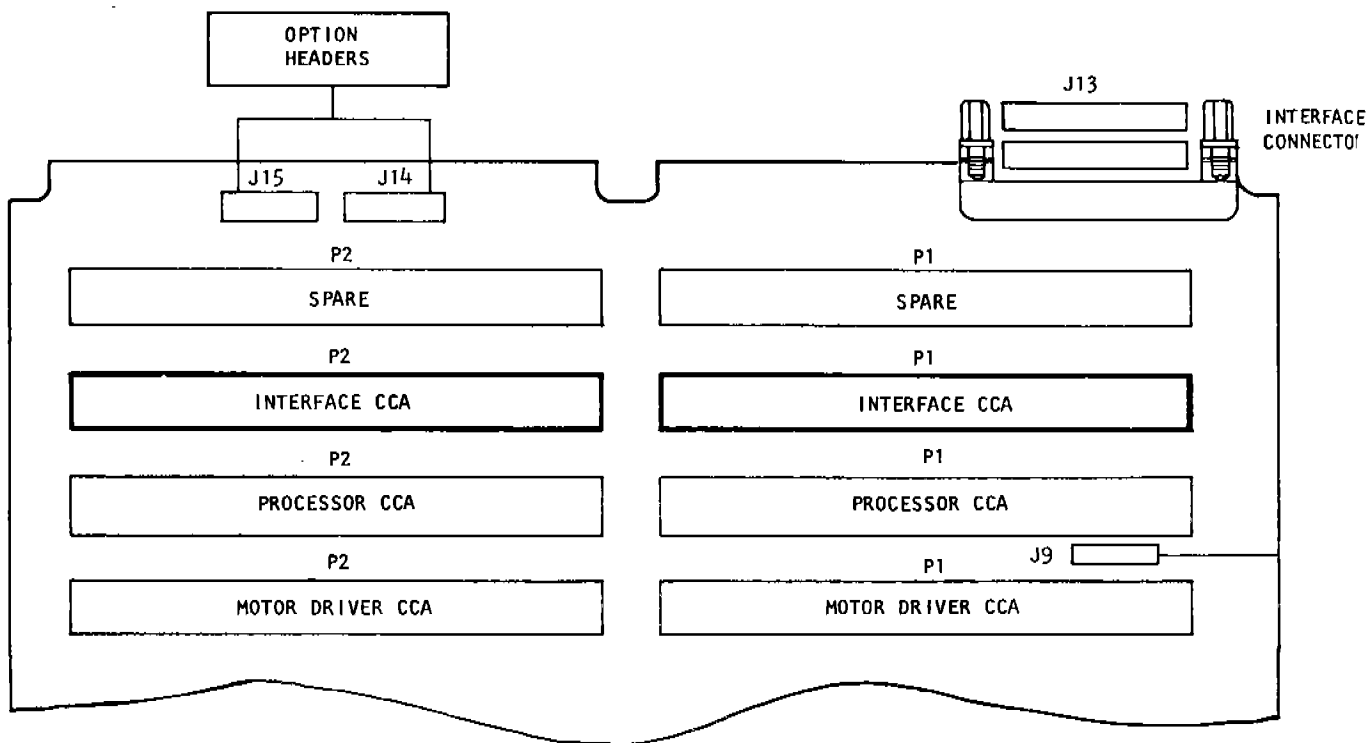 OPTION
HEADERS
J13
INTERFACE
CONNECTO
J15 J14
P2 P1
SPARE SPARE
P2 P1
INTERFACE CCA INTERFACE CCA
P2 P1
PROCESSOR CCA PROCESSOR CCA
J9
P2 P1
MOTOR DRIVER CCA MOTOR DRIVER CCA